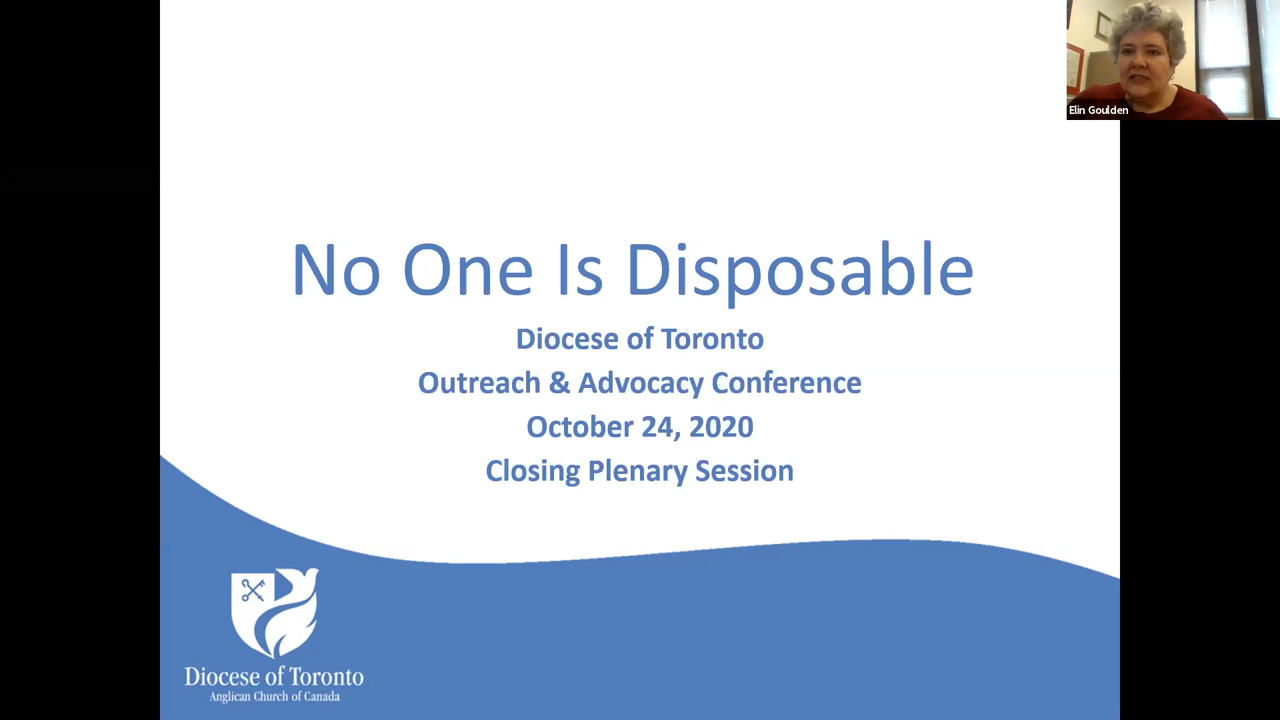 Elin Goulden
No One Is Disposable
Diocese of Toronto
Outreach & Advocacy Conference
October 24, 2020
Closing Plenary Session
Diocese of Toronto
Anglican Church of Canada